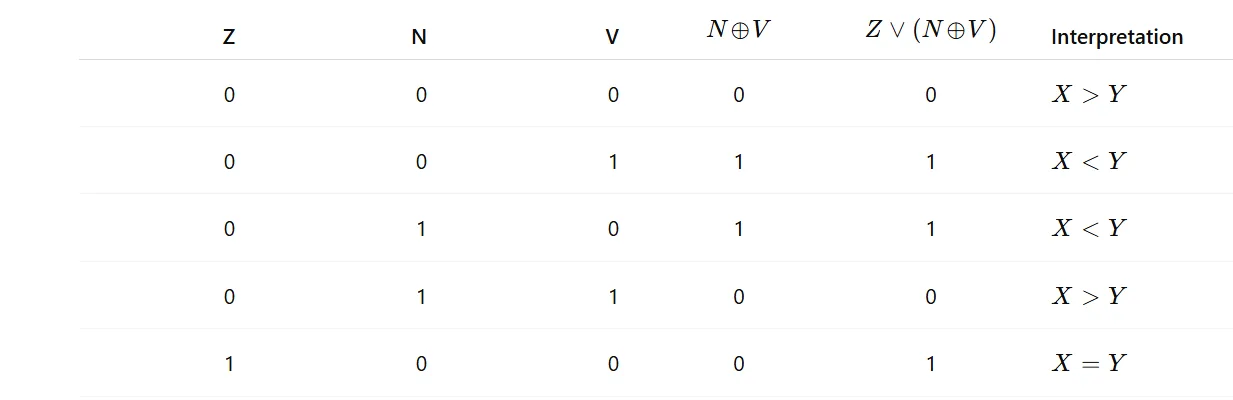 Z N V N ⊕ V Z ∨ (N ⊕ V) Interpretation
0 0 0 0 0 X > Y
0 0 1 1 1 X < Y
0 1 0 1 1 X < Y
0 1 1 0 0 X > Y
1 0 0 0 1 X = Y